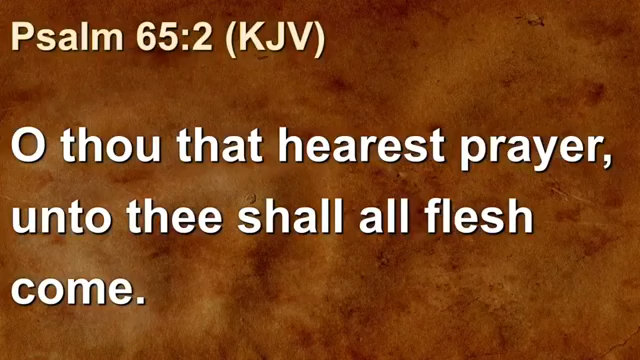 Psalm 65:2 (KJV)
O thou that hearest prayer,
unto thee shall all flesh
come.